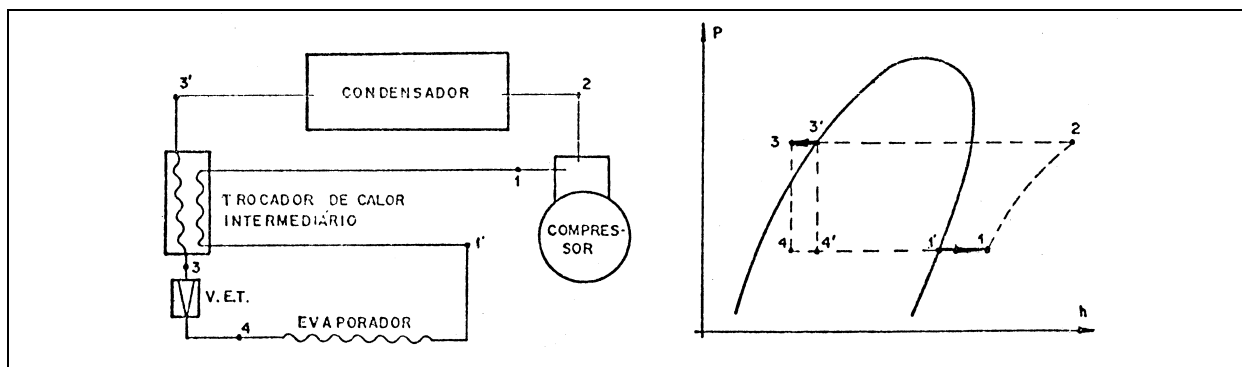 3'
CONDENSADOR
2
1
TROCADOR DE CALOR
INTERMEDIÁRIO
COMPRES-
SOR
1'
3
V.E.T.
4
EVAPORADOR
P
3
3'
2
4
4'
1'
1
h